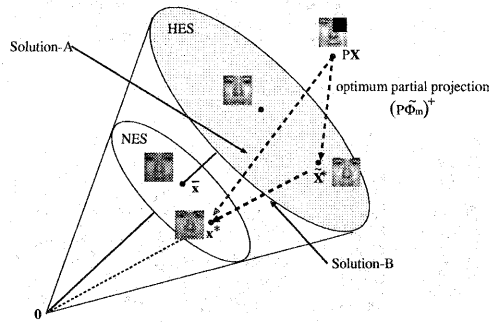 HES
Solution-A
PX
optimum partial projection
(PΦ̃m)⁺
NES
x̄
x̃
x*
Solution-B
0